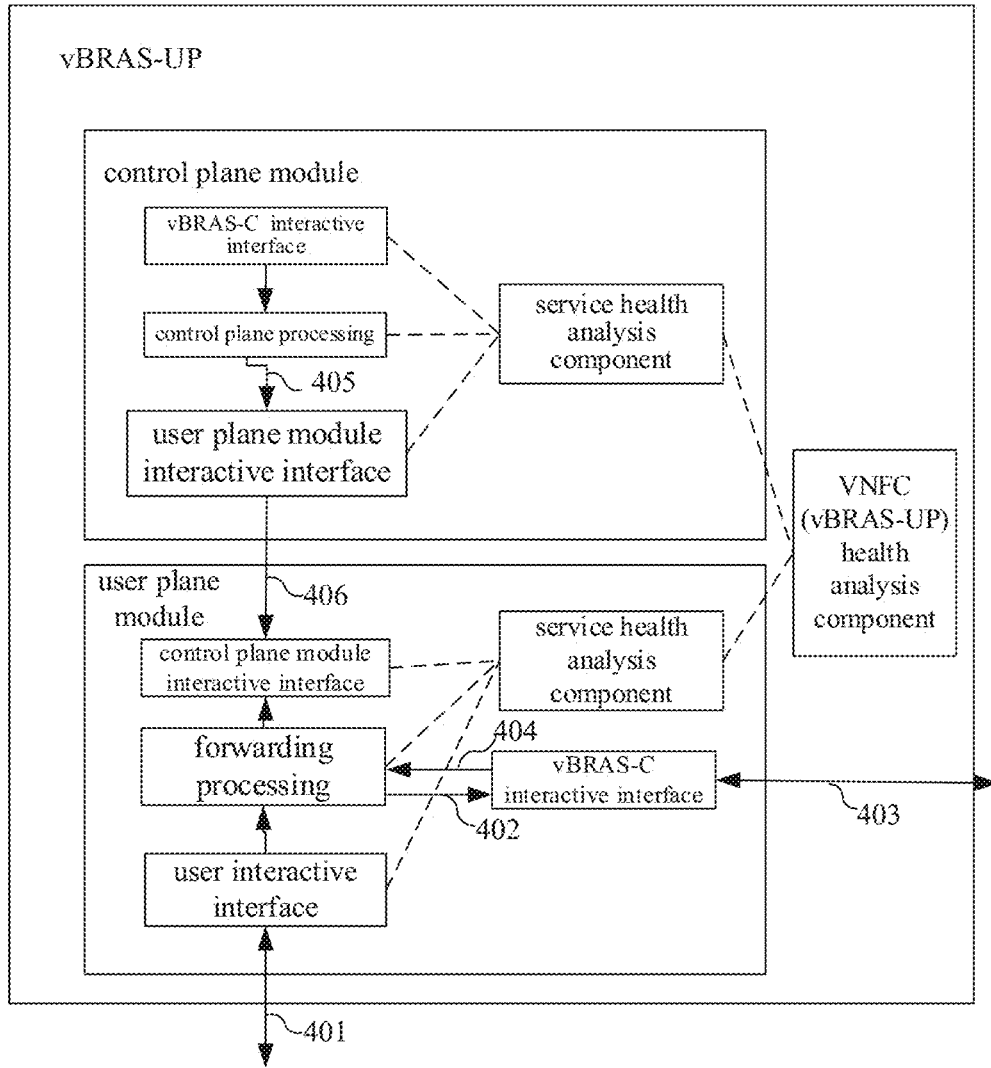 vBRAS-UP
control plane module
vBRAS-C interactive
interface
control plane processing
405
user plane module
interactive interface
service health
analysis
component
VNFC
(vBRAS-UP)
health
analysis
component
user plane
module
406
control plane module
interactive interface
service health
analysis
component
forwarding
processing
404
402
vBRAS-C
interactive interface
403
user interactive
interface
401